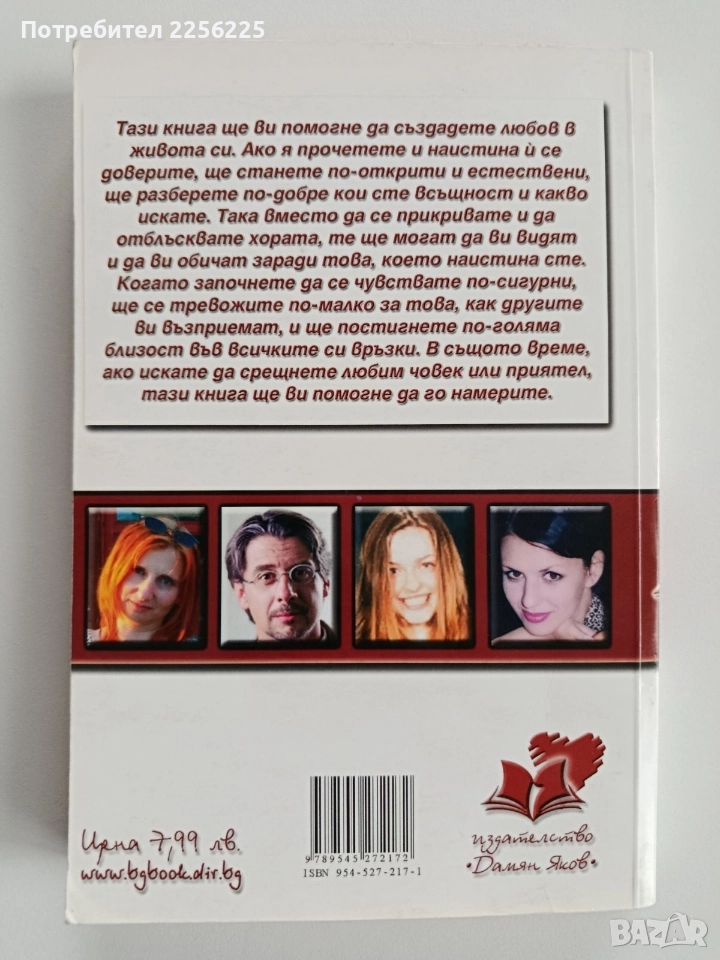 Потребител 2256225
Тази книга ще ви помогне да създадете любов в
живота си. Ако я прочетете и наистина ѝ се
доверите, ще станете по-открити и естествени,
ще разберете по-добре кои сте всъщност и какво
искате. Така вместо да се прикривате и да
отблъсквате хората, те ще могат да ви видят
и да ви обичат заради това, което наистина сте.
Когато започнете да се чувствате по-сигурни,
ще се тревожите по-малко за това, как другите
ви възприемат, и ще постигнете по-голяма
близост във всичките си връзки. В същото време,
ако искате да срещнете любим човек или приятел,
тази книга ще ви помогне да го намерите.
Цена 7,99 лв.
www.bgbook.dir.bg
9 789545 272172
ISBN 954-527-217-1
издателство
•Дамян Яков•
BAZAR